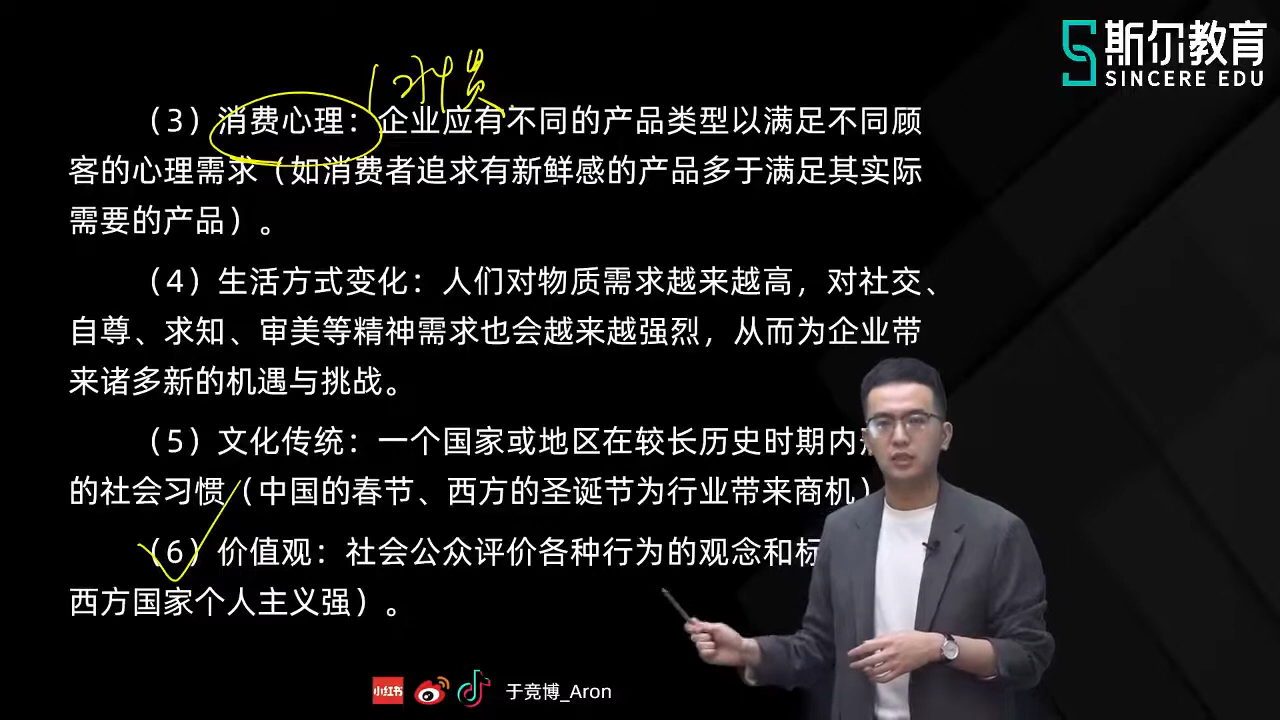 斯尔教育
SINCERE EDU
（3）消费心理：企业应有不同的产品类型以满足不同顾
客的心理需求（如消费者追求有新鲜感的产品多于满足其实际
需要的产品）。
（4）生活方式变化：人们对物质需求越来越高，对社交、
自尊、求知、审美等精神需求也会越来越强烈，从而为企业带
来诸多新的机遇与挑战。
（5）文化传统：一个国家或地区在较长历史时期内
的社会习惯（中国的春节、西方的圣诞节为行业带来商机）
（6）价值观：社会公众评价各种行为的观念和标
西方国家个人主义强）。
小红书
于竞博_Aron